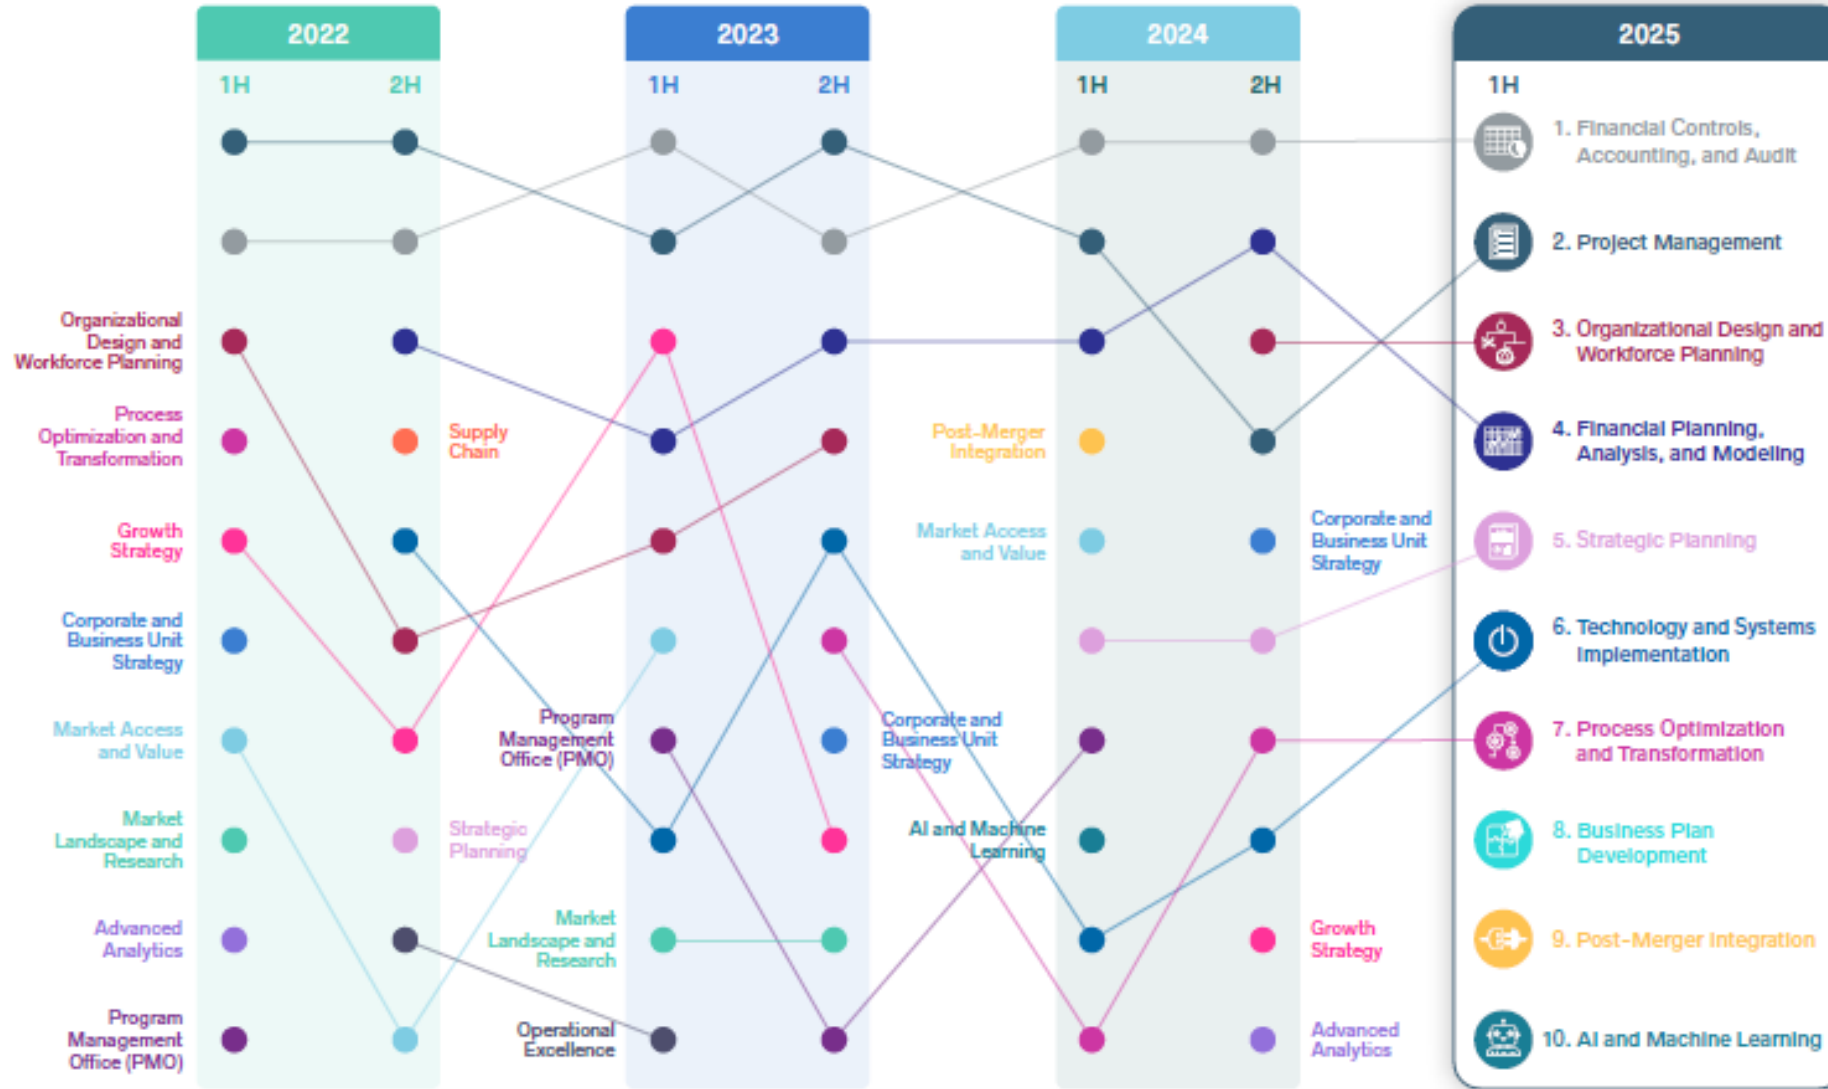 2022
2023
2024
2025
1H
2H
1H
2H
1H
2H
1H
Organizational
Design and
Workforce Planning
Process
Optimization and
Transformation
Growth
Strategy
Corporate and
Business Unit
Strategy
Market Access
and Value
Market
Landscape and
Research
Advanced
Analytics
Program
Management
Office (PMO)
Supply
Chain
Strategic
Planning
Program
Management
Office (PMO)
Market
Landscape and
Research
Operational
Excellence
Corporate and
Business Unit
Strategy
Post-Merger
Integration
Market Access
and Value
AI and Machine
Learning
Corporate and
Business Unit
Strategy
Growth
Strategy
Advanced
Analytics
1. Financial Controls,
Accounting, and Audit
2. Project Management
3. Organizational Design and
Workforce Planning
4. Financial Planning,
Analysis, and Modeling
5. Strategic Planning
6. Technology and Systems
Implementation
7. Process Optimization
and Transformation
8. Business Plan
Development
9. Post-Merger Integration
10. AI and Machine Learning